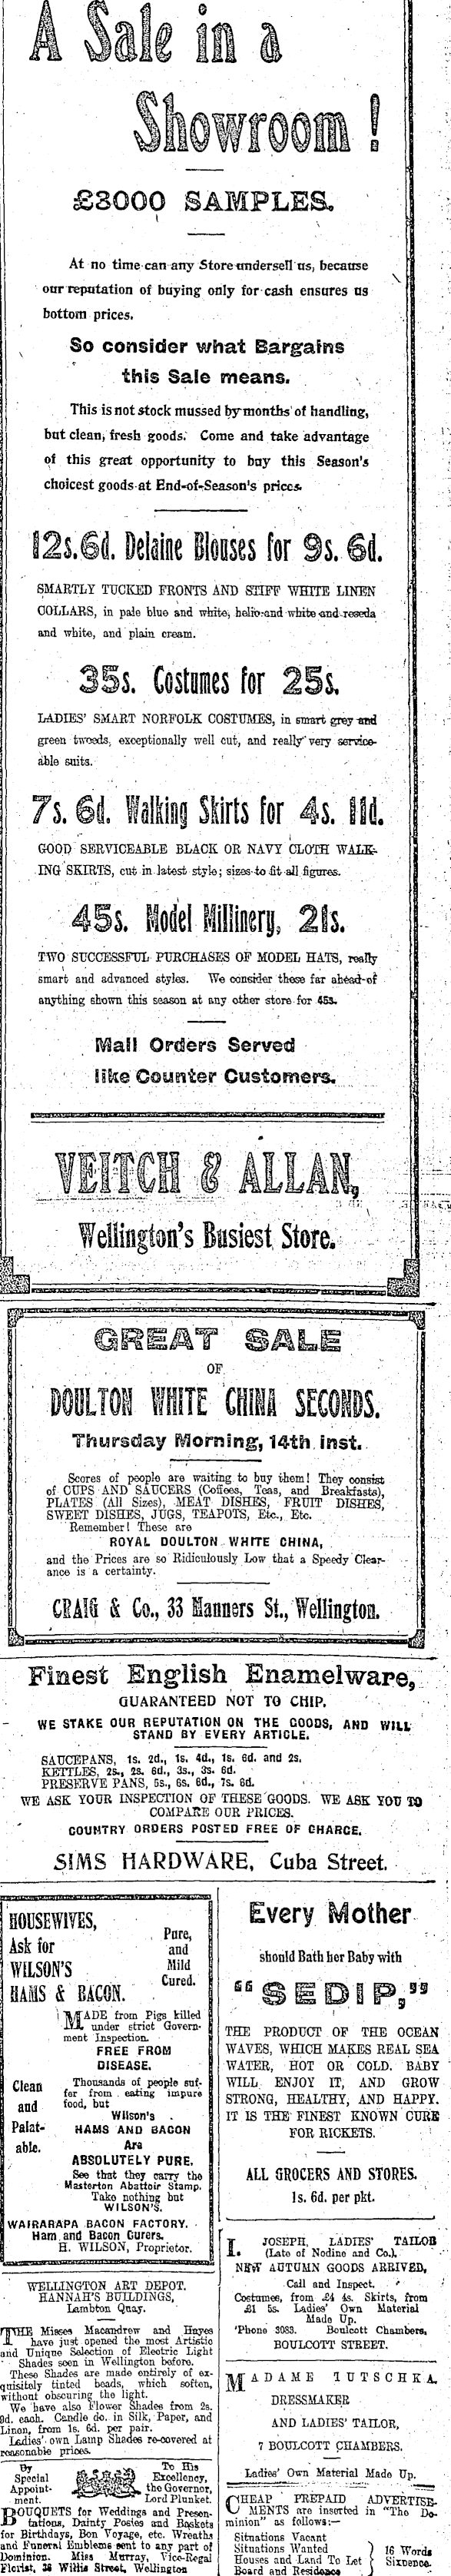 A Sale in a
Showroom!
£3000 SAMPLES.
At no time can any Store undersell us, because
our reputation of buying only for cash ensures us
bottom prices.
So consider what Bargains
this Sale means.
This is not stock mussed by months of handling,
but clean, fresh goods. Come and take advantage
of this great opportunity to buy this Season's
choicest goods at End-of-Season's prices.
12s. 6d. Delaine Blouses for 9s. 6d.
SMARTLY TUCKED FRONTS AND STIFF WHITE LINEN
COLLARS, in pale blue and white, helio and white and reseda
and white, and plain cream.
35s. Costumes for 25s.
LADIES' SMART NORFOLK COSTUMES, in smart grey and
green tweeds, exceptionally well cut, and really very service-
able suits.
7s. 6d. Walking Skirts for 4s. 11d.
GOOD SERVICEABLE BLACK OR NAVY CLOTH WALK-
ING SKIRTS, cut in latest style; sizes to fit all figures.
45s. Model Millinery, 21s.
TWO SUCCESSFUL PURCHASES OF MODEL HATS, really
smart and advanced styles. We consider these far ahead of
anything shown this season at any other store for 45s.
Mail Orders Served
like Counter Customers.
VEITCH & ALLAN,
Wellington's Busiest Store.
GREAT SALE
OF
DOULTON WHITE CHINA SECONDS.
Thursday Morning, 14th inst.
Scores of people are waiting to buy them! They consist
of CUPS AND SAUCERS (Coffees, Teas, and Breakfasts),
PLATES (All Sizes), MEAT DISHES, FRUIT DISHES,
SWEET DISHES, JUGS, TEAPOTS, Etc., Etc.
Remember! These are
ROYAL DOULTON WHITE CHINA,
and the Prices are so Ridiculously Low that a Speedy Clear-
ance is a certainty.
CRAIG & Co., 33 Manners St., Wellington.
Finest English Enamelware,
GUARANTEED NOT TO CHIP.
WE STAKE OUR REPUTATION ON THE GOODS, AND WILL
STAND BY EVERY ARTICLE.
SAUCEPANS, 1s. 2d., 1s. 4d., 1s. 6d. and 2s.
KETTLES, 2s., 2s. 6d., 3s., 3s. 6d.
PRESERVE PANS, 5s., 6s. 6d., 7s. 6d.
WE ASK YOUR INSPECTION OF THESE GOODS. WE ASK YOU TO
COMPARE OUR PRICES.
COUNTRY ORDERS POSTED FREE OF CHARGE.
SIMS HARDWARE, Cuba Street.
HOUSEWIVES,
Ask for
WILSON'S
HAMS & BACON.
Pure,
and
Mild
Cured.
MADE from Pigs killed
under strict Govern-
ment Inspection.
FREE FROM
DISEASE.
Clean
and
Palat-
able.
Thousands of people suf-
fer from eating impure
food, but
Wilson's
HAMS AND BACON
Are
ABSOLUTELY PURE.
See that they carry the
Masterton Abattoir Stamp.
Take nothing but
WILSON'S.
WAIRARAPA BACON FACTORY.
Ham and Bacon Curers.
H. WILSON, Proprietor.
WELLINGTON ART DEPOT.
HANNAH'S BUILDINGS,
Lambton Quay.
THE Misses Macandrew and Hayes
have just opened the most Artistic
and Unique Selection of Electric Light
Shades seen in Wellington before.
These Shades are made entirely of ex-
quisitely tinted beads, which soften,
without obscuring the light.
We have also Flower Shades from 2s.
9d. each. Candle do. in Silk, Paper, and
Linon, from 1s. 6d. per pair.
Ladies' own Lamp Shades re-covered at
reasonable prices.
By
Special
Appoint-
ment.
To His
Excellency,
the Governor,
Lord Plunket.
BOUQUETS for Weddings and Presen-
tations, Dainty Posies and Baskets
for Birthdays, Bon Voyage, etc. Wreaths
and Funeral Emblems sent to any part of
Dominion. Miss Murray, Vice-Regal
Florist, 36 Willis Street, Wellington
Every Mother
should Bath her Baby with
"SEDIP,"
THE PRODUCT OF THE OCEAN
WAVES, WHICH MAKES REAL SEA
WATER, HOT OR COLD. BABY
WILL ENJOY IT, AND GROW
STRONG, HEALTHY, AND HAPPY.
IT IS THE FINEST KNOWN CURE
FOR RICKETS.
ALL GROCERS AND STORES.
1s. 6d. per pkt.
I. JOSEPH, LADIES' TAILOR
(Late of Nodine and Co.),
NEW AUTUMN GOODS ARRIVED,
Call and Inspect.
Costumes, from £4 4s. Skirts, from
£1 5s. Ladies' Own Material
Made Up.
'Phone 3083. Boulcott Chambers,
BOULCOTT STREET.
MADAME TUTSCHKA
DRESSMAKER
AND LADIES' TAILOR,
7 BOULCOTT CHAMBERS.
Ladies' Own Material Made Up.
CHEAP PREPAID ADVERTISE-
MENTS are inserted in "The Do-
minion" as follows:—
Situations Vacant
Situations Wanted
Houses and Land To Let
Board and Residence
16 Words
Sixpence.